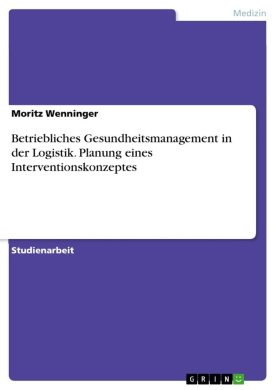 Medizin
Moritz Wenninger
Betriebliches Gesundheitsmanagement in
der Logistik. Planung eines
Interventionskonzeptes
Studienarbeit
GRIN